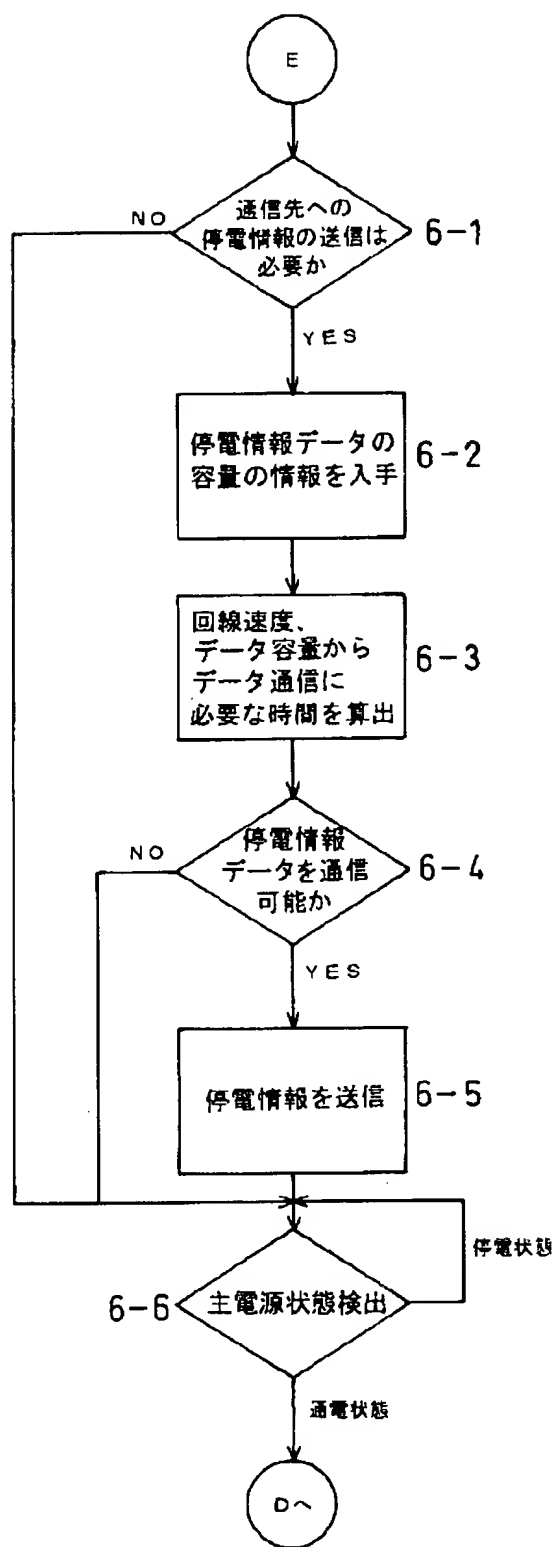 E
通信先への
停電情報の送信は
必要か
NO
6-1
YES
停電情報データの
容量の情報を入手
6-2
回線速度、
データ容量から
データ通信に
必要な時間を算出
6-3
停電情報
データを通信
可能か
NO
6-4
YES
停電情報を送信
6-5
停電状態
主電源状態検出
6-6
通電状態
Dへ